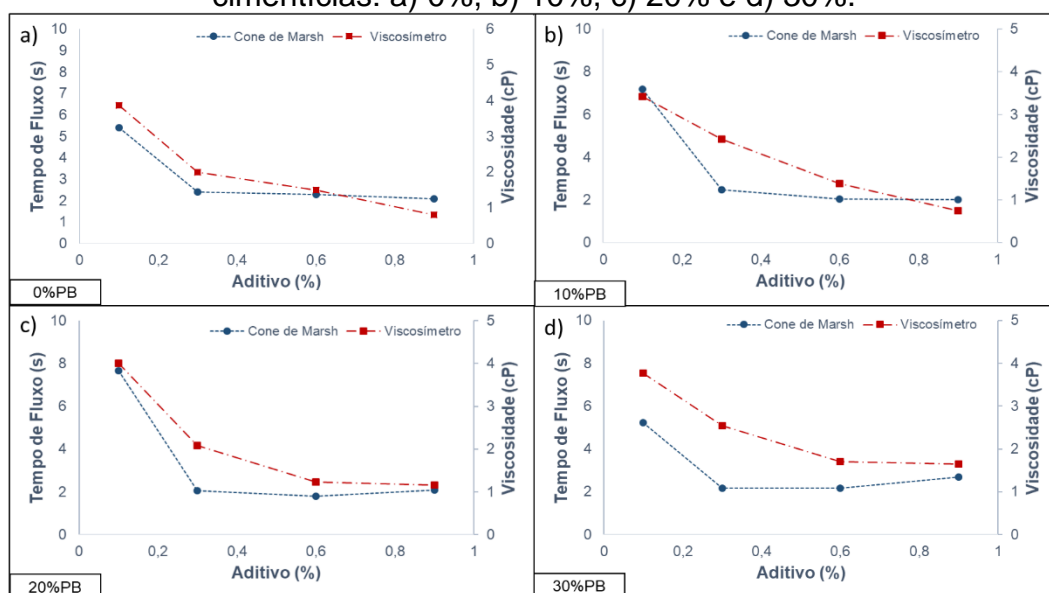 cimentícias: a) 0%, b) 10%, c) 20% e d) 30%.
a)
Cone de Marsh
Viscosímetro
Tempo de Fluxo (s)
10
9
8
7
6
5
4
3
2
1
0
Viscosidade (cP)
6
5
4
3
2
1
0
0 0,2 0,4 0,6 0,8 1
Aditivo (%)
0%PB
b)
Cone de Marsh
Viscosímetro
Tempo de Fluxo (s)
10
8
6
4
2
0
Viscosidade (cP)
5
4
3
2
1
0
0 0,2 0,4 0,6 0,8 1
Aditivo (%)
10%PB
c)
Cone de Marsh
Viscosímetro
Tempo de Fluxo (s)
10
8
6
4
2
0
Viscosidade (cP)
5
4
3
2
1
0
0 0,2 0,4 0,6 0,8 1
Aditivo (%)
20%PB
d)
Cone de Marsh
Viscosímetro
Tempo de Fluxo (s)
10
8
6
4
2
0
Viscosidade (cP)
5
4
3
2
1
0
0 0,2 0,4 0,6 0,8 1
Aditivo (%)
30%PB